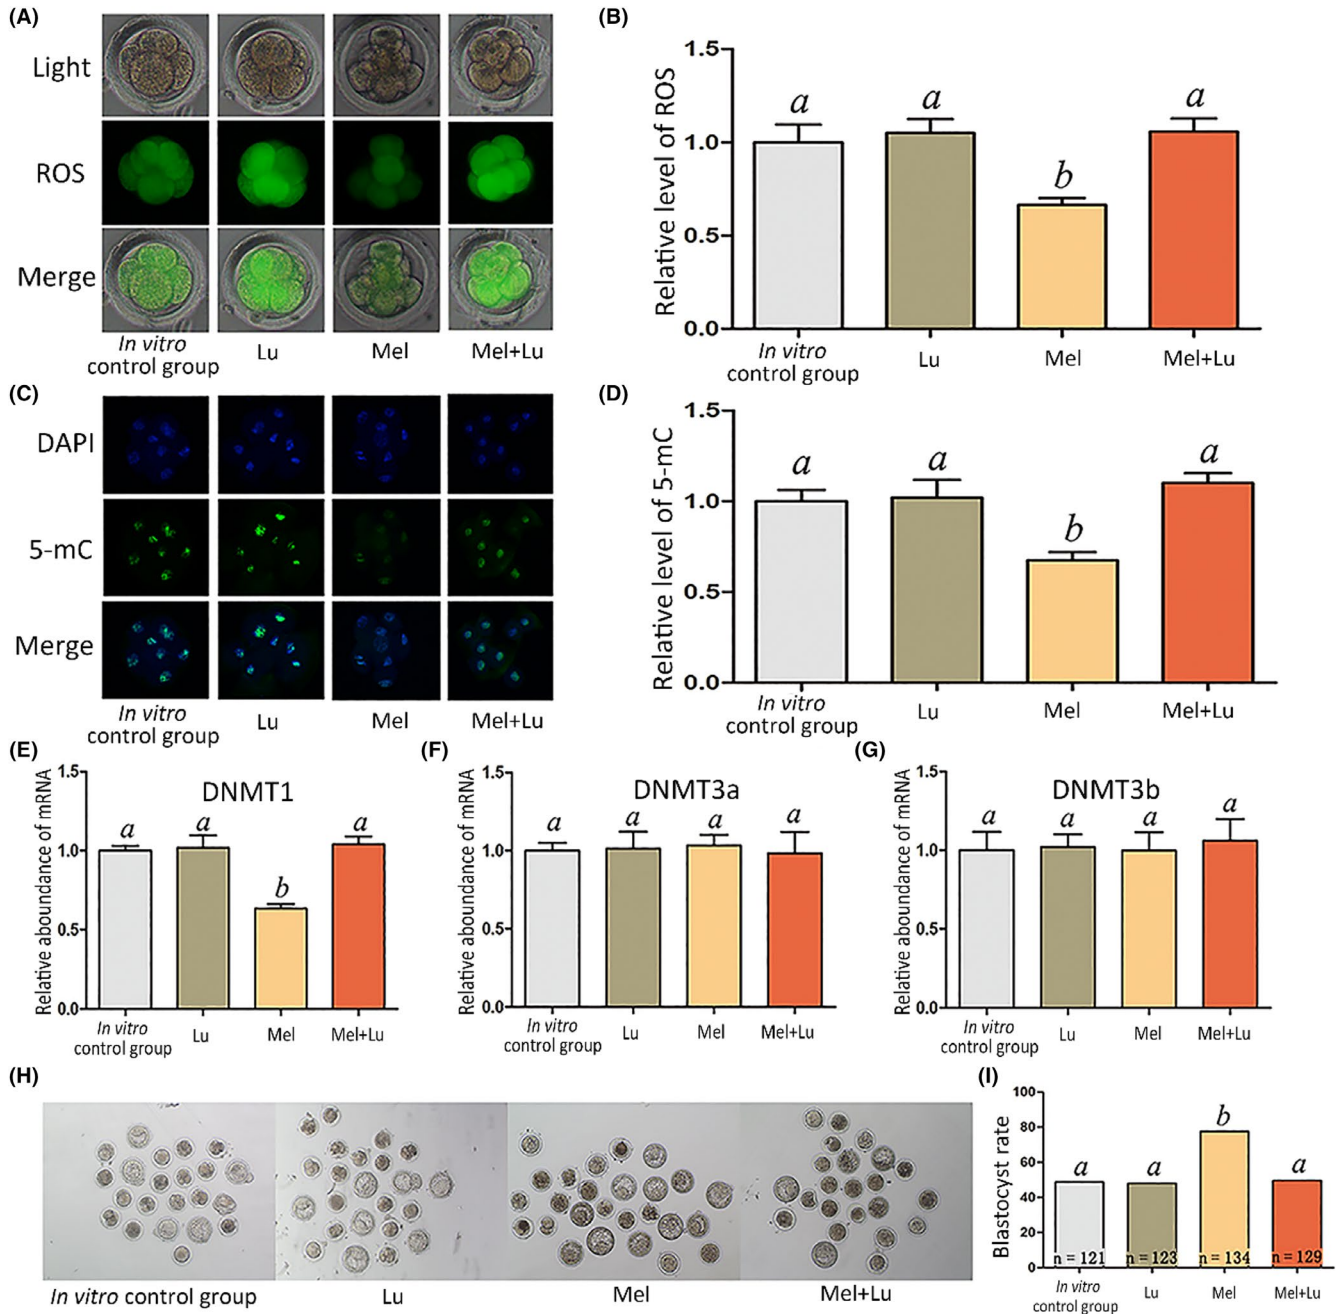 (A)
Light
ROS
Merge
In vitro
control group
Lu
Mel
Mel+Lu
(B)
Relative level of ROS
1.5
1.0
0.5
0.0
a
a
b
a
In vitro
control group
Lu
Mel
Mel+Lu
(C)
DAPI
5-mC
Merge
In vitro
control group
Lu
Mel
Mel+Lu
(D)
Relative level of 5-mC
1.5
1.0
0.5
0.0
a
a
b
a
In vitro
control group
Lu
Mel
Mel+Lu
(E)
Relative aboundance of mRNA
1.5
1.0
0.5
0.0
DNMT1
a
a
b
a
In vitro
control group
Lu
Mel
Mel+Lu
(F)
Relative aboundance of mRNA
1.5
1.0
0.5
0.0
DNMT3a
a
a
a
a
In vitro
control group
Lu
Mel
Mel+Lu
(G)
Relative aboundance of mRNA
1.5
1.0
0.5
0.0
DNMT3b
a
a
a
a
In vitro
control group
Lu
Mel
Mel+Lu
(H)
In vitro control group
Lu
Mel
Mel+Lu
(I)
Blastocyst rate
100
80
60
40
20
0
a
a
b
a
n = 121
n = 123
n = 134
n = 129
In vitro
control group
Lu
Mel
Mel+Lu